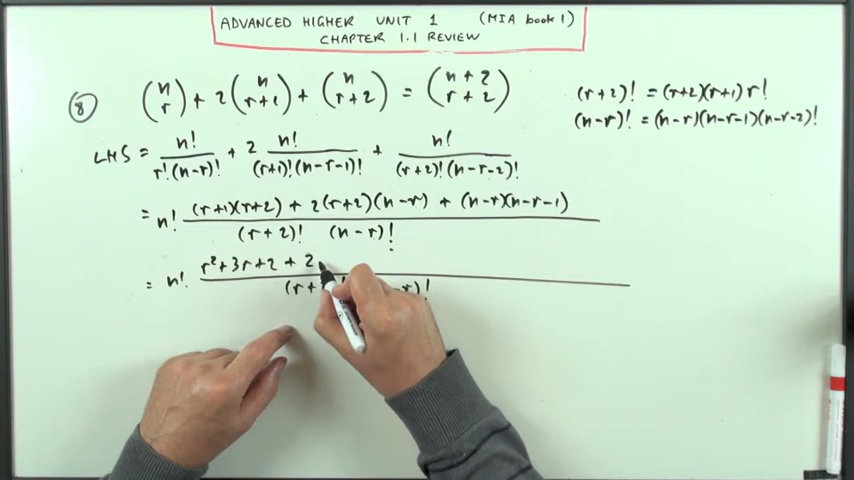 ADVANCED HIGHER UNIT 1 (MIA book 1)
CHAPTER 1.1 REVIEW
⑧ (n r) + 2(n r+1) + (n r+2) = (n+2 r+2)
(r+2)! = (r+2)(r+1) r!
(n-r)! = (n-r)(n-r-1)(n-r-2)!
LHS = n!/(r!(n-r)!) + 2 n!/((r+1)!(n-r-1)!) + n!/((r+2)!(n-r-2)!)
= n! ((r+1)(r+2) + 2(r+2)(n-r) + (n-r)(n-r-1))/((r+2)! (n-r)!)
= n! r²+3r+2 + 2
(r+ r)!